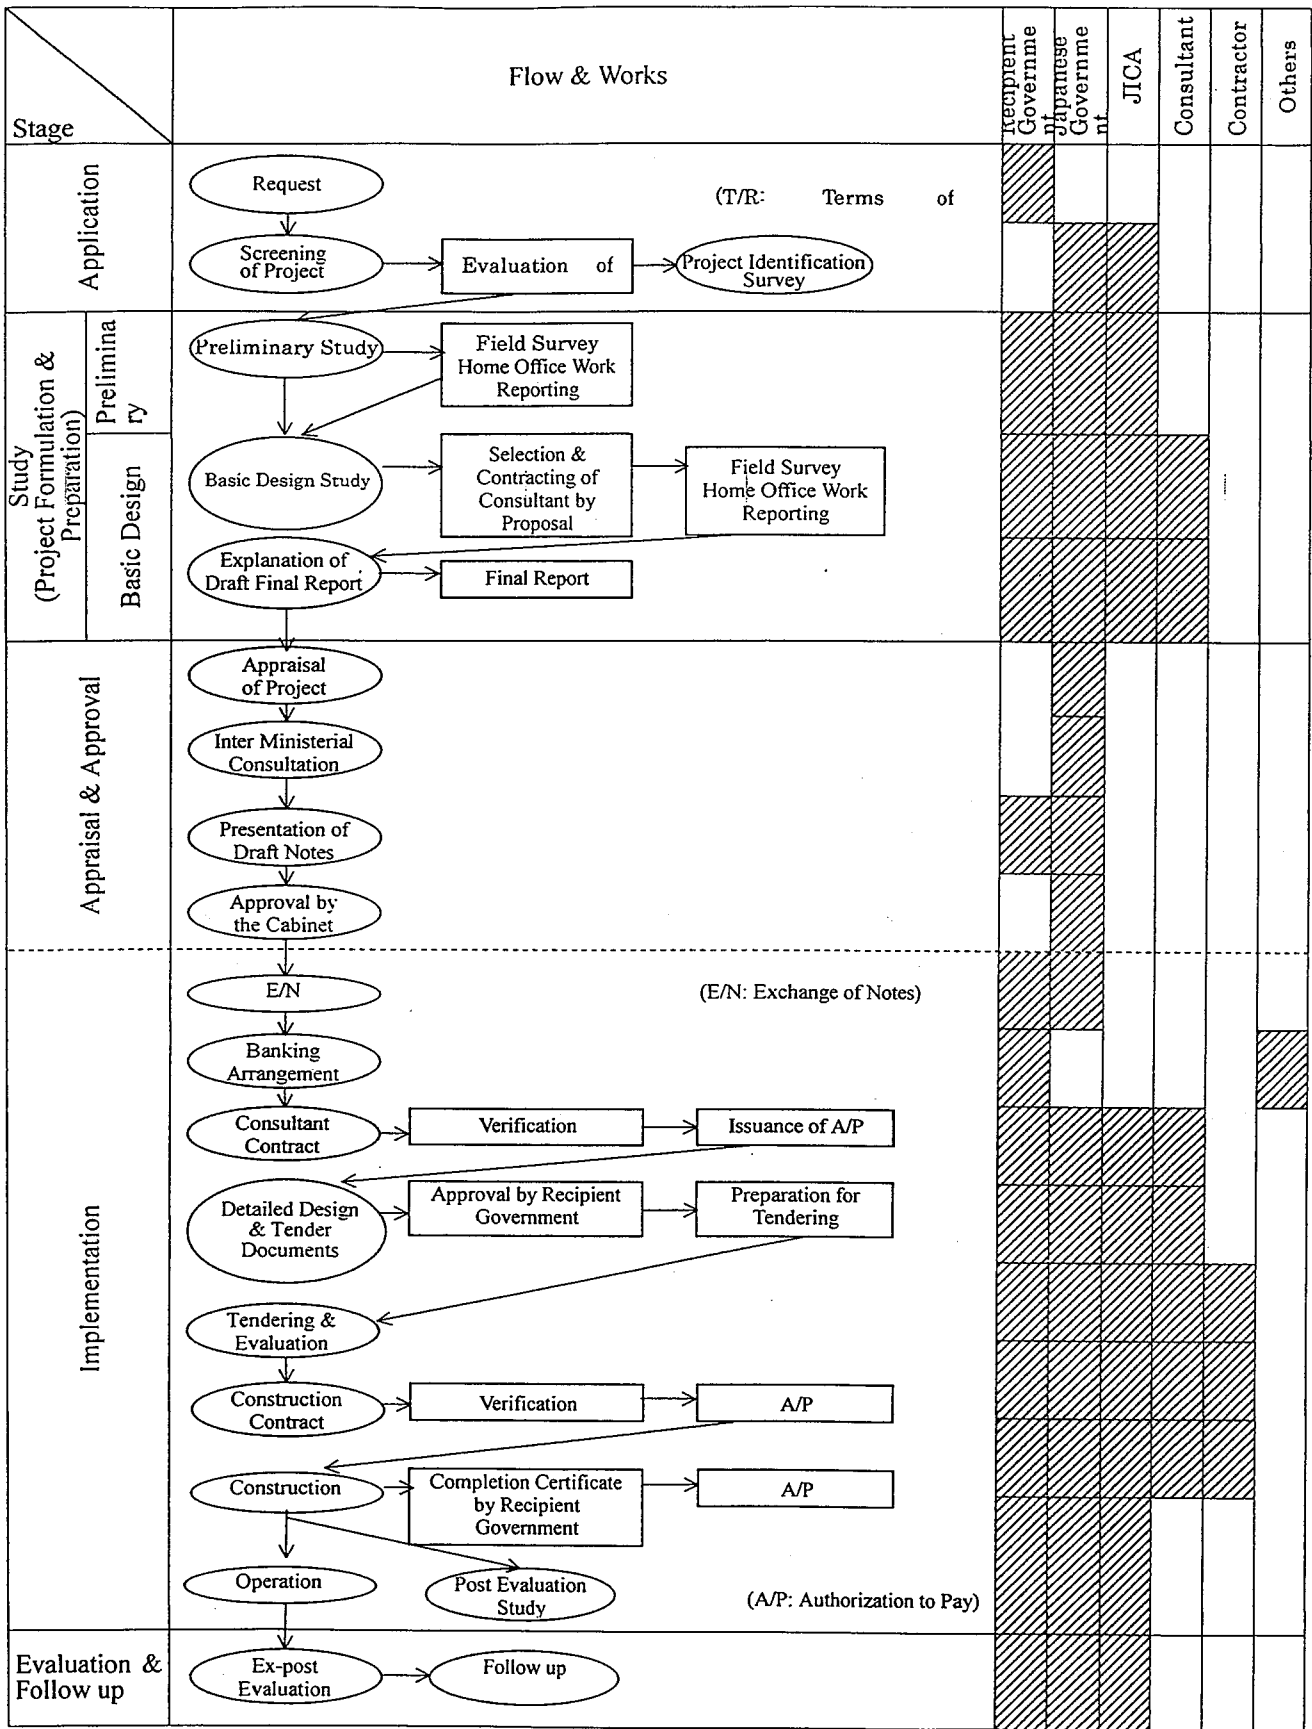 Stage
Flow & Works
Recipient
Governme
nt
Japanese
Governme
nt
JICA
Consultant
Contractor
Others
Application
Request
(T/R: Terms of
Screening
of Project
Evaluation of
Project Identification
Survey
Study
(Project Formulation &
Preparation)
Prelimina
ry
Preliminary Study
Field Survey
Home Office Work
Reporting
Basic Design
Basic Design Study
Selection &
Contracting of
Consultant by
Proposal
Field Survey
Home Office Work
Reporting
Explanation of
Draft Final Report
Final Report
Appraisal & Approval
Appraisal
of Project
Inter Ministerial
Consultation
Presentation of
Draft Notes
Approval by
the Cabinet
Implementation
E/N
(E/N: Exchange of Notes)
Banking
Arrangement
Consultant
Contract
Verification
Issuance of A/P
Detailed Design
& Tender
Documents
Approval by Recipient
Government
Preparation for
Tendering
Tendering &
Evaluation
Construction
Contract
Verification
A/P
Construction
Completion Certificate
by Recipient
Government
A/P
Operation
Post Evaluation
Study
(A/P: Authorization to Pay)
Evaluation &
Follow up
Ex-post
Evaluation
Follow up